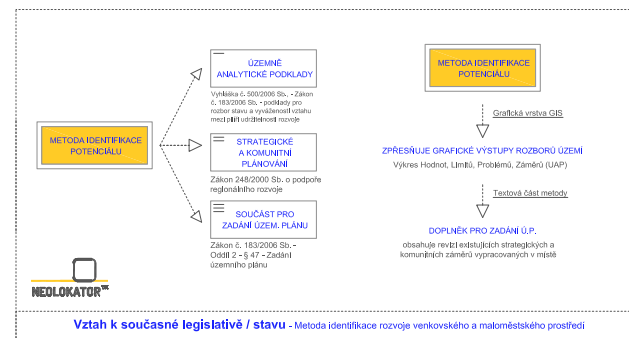 METODA IDENTIFIKACE
POTENCIÁLU
ÚZEMNĚ
ANALYTICKÉ PODKLADY
Vyhláška č. 500/2006 Sb., - Zákon
č. 183/2006 Sb. - podklady pro
rozbor stavu a vyváženosti vztahu
mezi pilíři udržitelnosti rozvoje
STRATEGICKÉ
A KOMUNITNÍ
PLÁNOVÁNÍ
Zákon 248/2000 Sb. o podpoře
regionálního rozvoje
SOUČÁST PRO
ZADÁNÍ ÚZEM. PLÁNU
Zákon č. 183/2006 Sb. -
Oddíl 2 - § 47 - Zadání
územního plánu
METODA IDENTIFIKACE
POTENCIÁLU
Grafická vrstva GIS
ZPŘESŇUJE GRAFICKÉ VÝSTUPY ROZBORŮ ÚZEMÍ
Výkres Hodnot, Limitů, Problémů, Záměrů (UAP)
Textová část metody
DOPLNĚK PRO ZADÁNÍ Ú.P.
obsahuje revizi existujících strategických a
komunitních záměrů vypracovaných v místě
NEOLOKATOR™
Vztah k současné legislativě / stavu - Metoda identifikace rozvoje venkovského a maloměstského prostředí